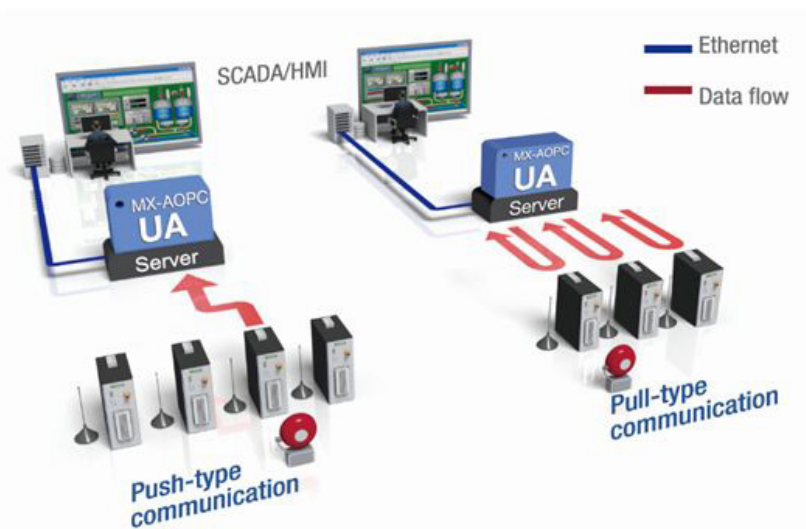 SCADA/HMI
Ethernet
Data flow
MX-AOPC
UA
Server
MX-AOPC
UA
Server
Push-type
communication
Pull-type
communication